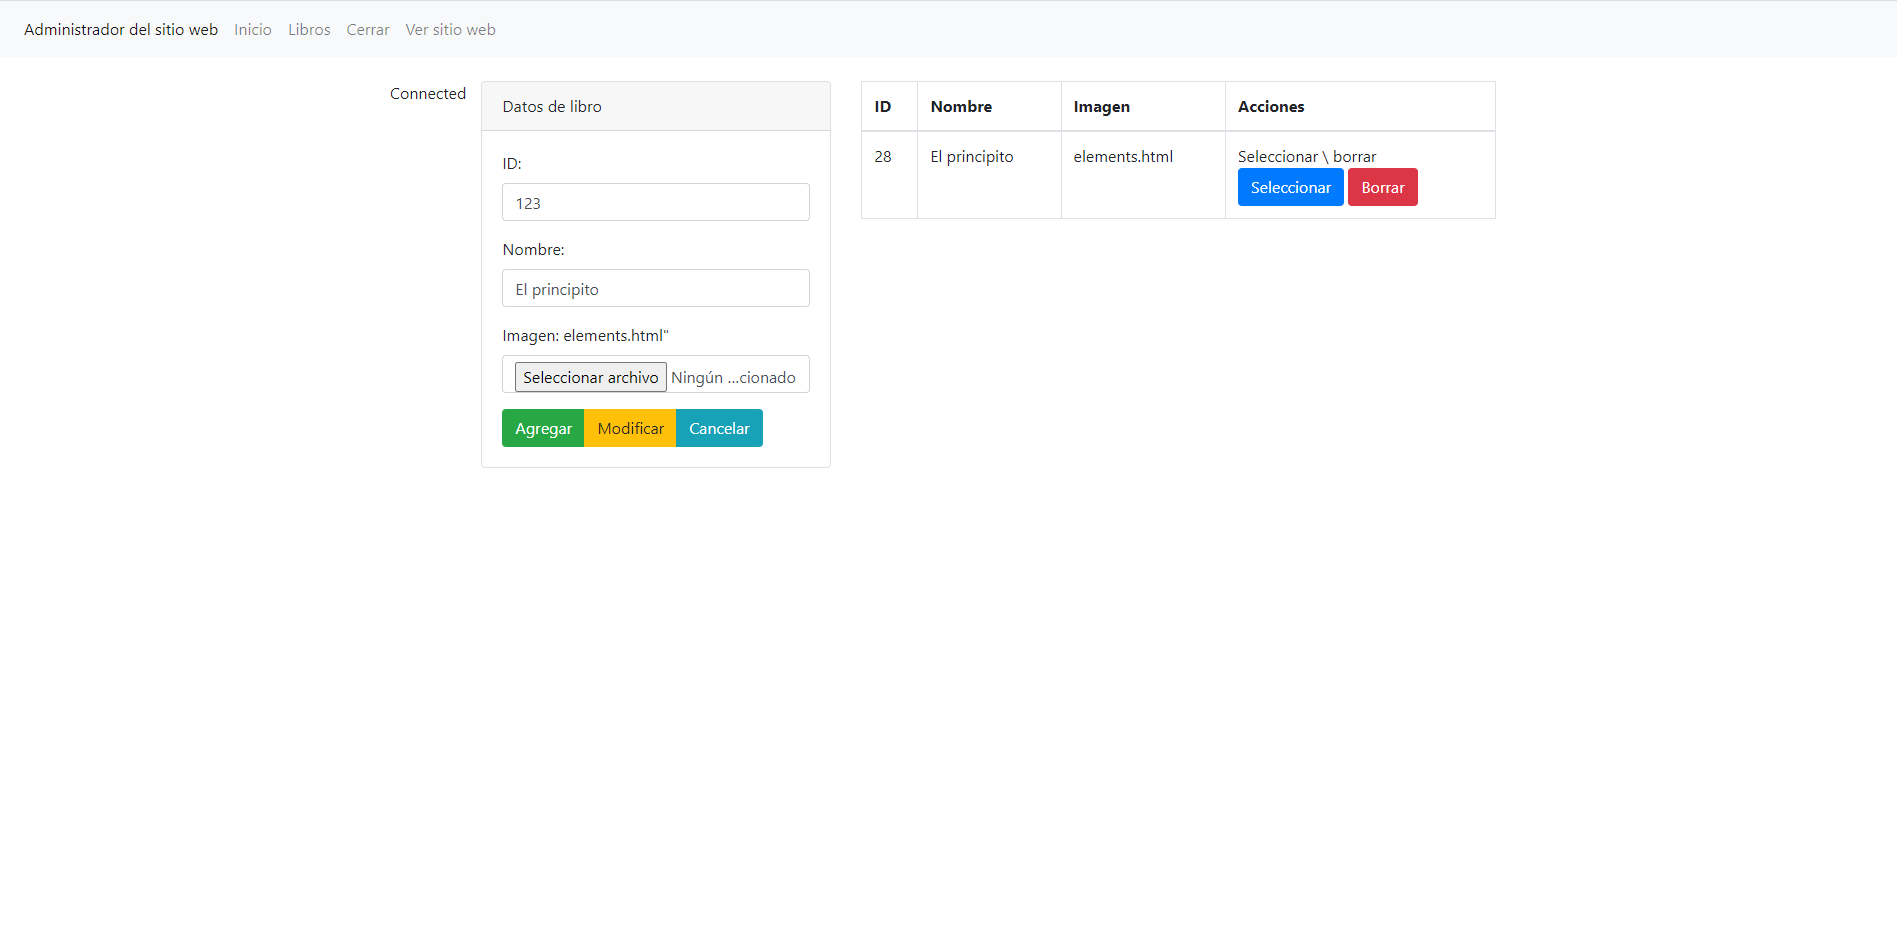 Administrador del sitio web Inicio Libros Cerrar Ver sitio web
Connected
Datos de libro
ID:
123
Nombre:
El principito
Imagen: elements.html"
Seleccionar archivo Ningún ...cionado
Agregar Modificar Cancelar
ID Nombre Imagen Acciones
28 El principito elements.html Seleccionar \ borrar
Seleccionar Borrar